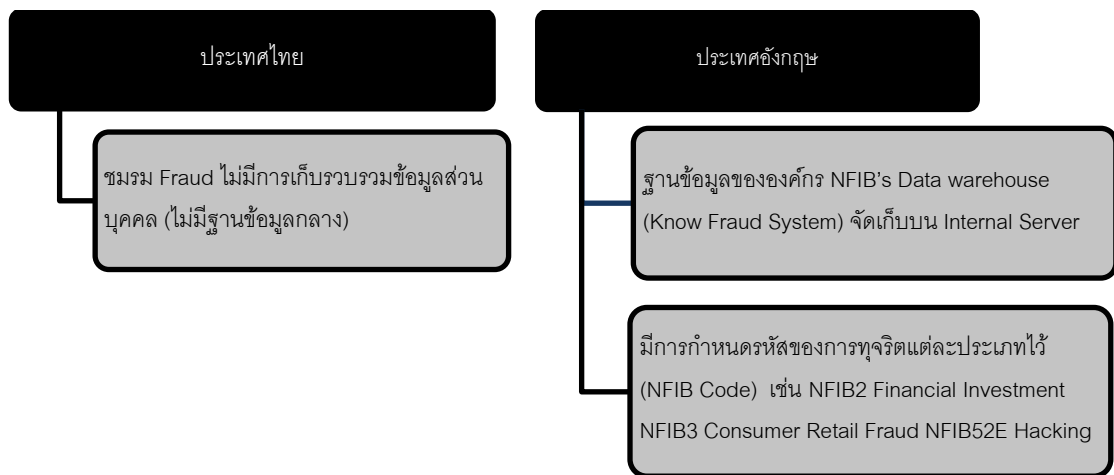 ประเทศไทย
ชมรม Fraud ไม่มีการเก็บรวบรวมข้อมูลส่วน
บุคคล (ไม่มีฐานข้อมูลกลาง)
ประเทศอังกฤษ
ฐานข้อมูลขององค์กร NFIB's Data warehouse
(Know Fraud System) จัดเก็บบน Internal Server
มีการกำหนดรหัสของการทุจริตแต่ละประเภทไว้
(NFIB Code) เช่น NFIB2 Financial Investment
NFIB3 Consumer Retail Fraud NFIB52E Hacking